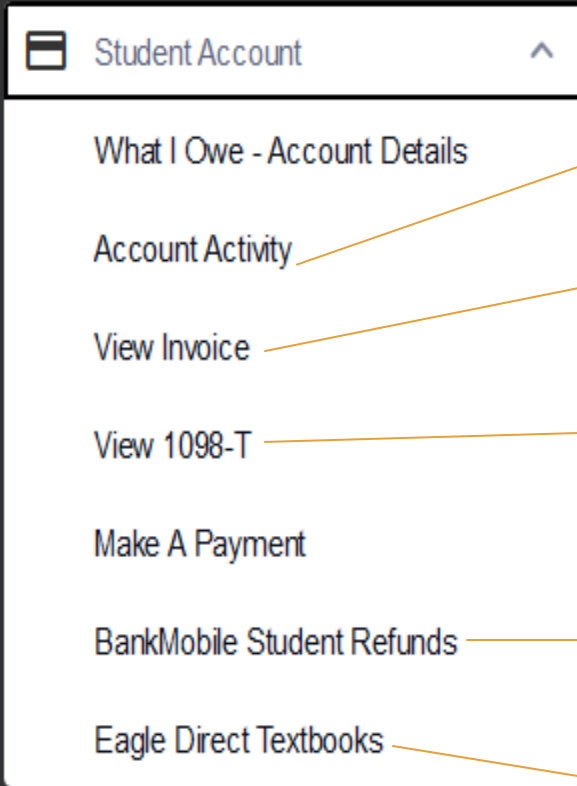 Student Account
What I Owe - Account Details
Account Activity
View Invoice
View 1098-T
Make A Payment
BankMobile Student Refunds
Eagle Direct Textbooks